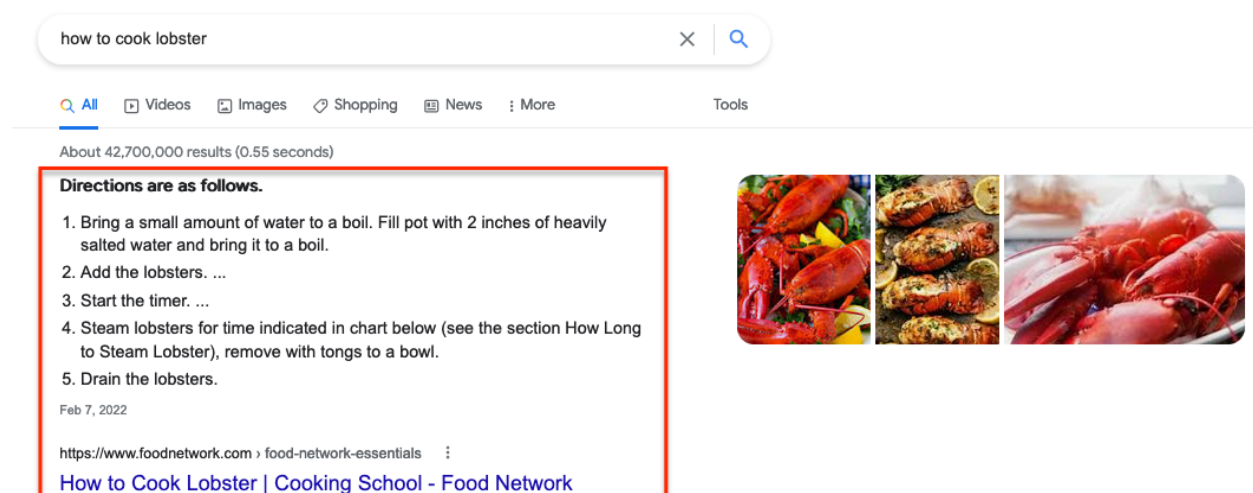 how to cook lobster
All Videos Images Shopping News More Tools
About 42,700,000 results (0.55 seconds)
Directions are as follows.
1. Bring a small amount of water to a boil. Fill pot with 2 inches of heavily
salted water and bring it to a boil.
2. Add the lobsters. ...
3. Start the timer. ...
4. Steam lobsters for time indicated in chart below (see the section How Long
to Steam Lobster), remove with tongs to a bowl.
5. Drain the lobsters.
Feb 7, 2022
https://www.foodnetwork.com › food-network-essentials
How to Cook Lobster | Cooking School - Food Network